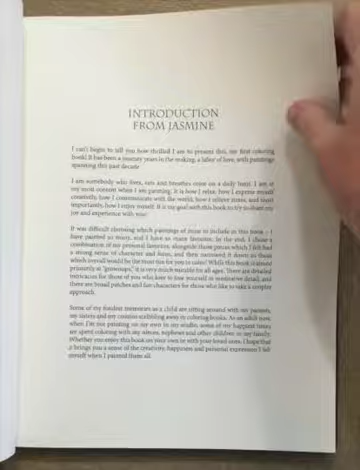 INTRODUCTION
FROM JASMINE
I can't begin to tell you how thrilled I am to present this, my first coloring
book! It has been a journey years in the making, a labor of love, with paintings
spanning this past decade.
I am somebody who lives, eats and breathes color on a daily basis. I am at
my most content when I am painting. It is how I relax, how I express myself
creatively, how I communicate with the world, how I relieve stress, and most
importantly, how I enjoy myself. It is my goal with this book to try to share my
joy and experience with you!
It was difficult choosing which paintings of mine to include in this tome – I
have painted so many, and I have so many favorites. In the end, I chose a
combination of my personal favorites, alongside those pieces which I felt had
a strong sense of character and focus, and then narrowed it down to those
which overall would be the most fun for you to color! While this book is aimed
primarily at "grownups", it is very much suitable for all ages. There are detailed
intricacies for those of you who love to lose yourself in restorative detail, and
there are broad patches and fun characters for those who like to take a simpler
approach.
Some of my fondest memories as a child are sitting around with my parents,
my sisters and my cousins scribbling away in coloring books. As an adult now,
when I'm not painting on my own in my studio, some of my happiest times
are spent coloring with my nieces, nephews and other children in my family.
Whether you enjoy this book on your own or with your loved ones, I hope that
it brings you a sense of the creativity, happiness and personal expression I felt
myself when I painted them all.